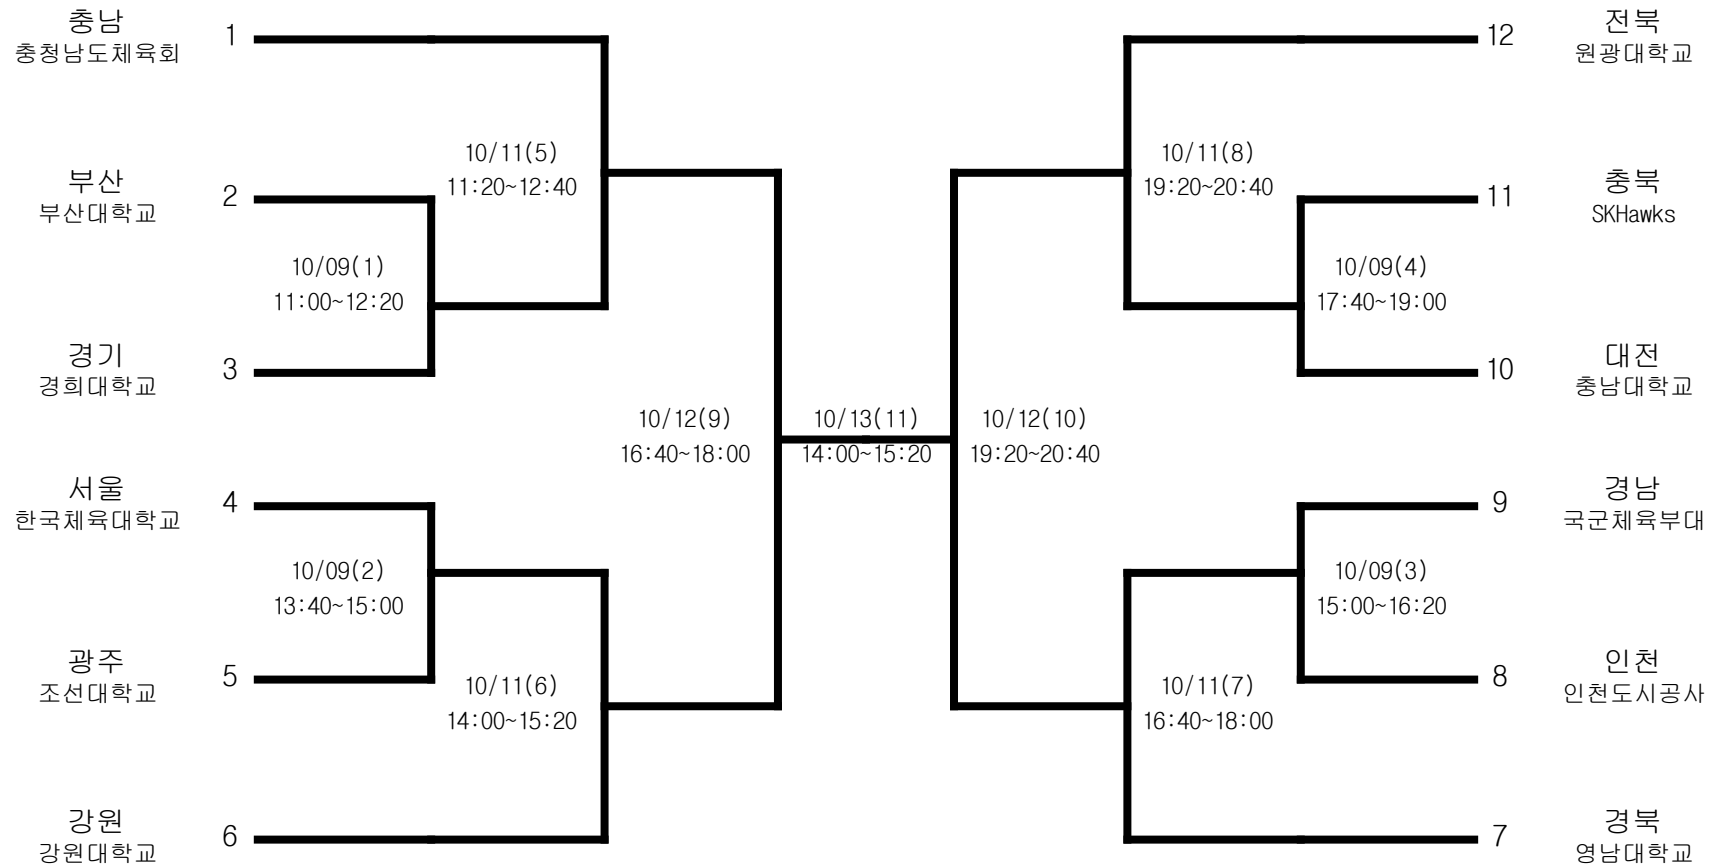 충남
충청남도체육회
1
부산
부산대학교
2
경기
경희대학교
3
서울
한국체육대학교
4
광주
조선대학교
5
강원
강원대학교
6
10/09(1)
11:00~12:20
10/09(2)
13:40~15:00
10/11(5)
11:20~12:40
10/11(6)
14:00~15:20
10/12(9)
16:40~18:00
10/13(11)
14:00~15:20
10/12(10)
19:20~20:40
10/11(8)
19:20~20:40
10/11(7)
16:40~18:00
10/09(4)
17:40~19:00
10/09(3)
15:00~16:20
12
전북
원광대학교
11
충북
SKHawks
10
대전
충남대학교
9
경남
국군체육부대
8
인천
인천도시공사
7
경북
영남대학교